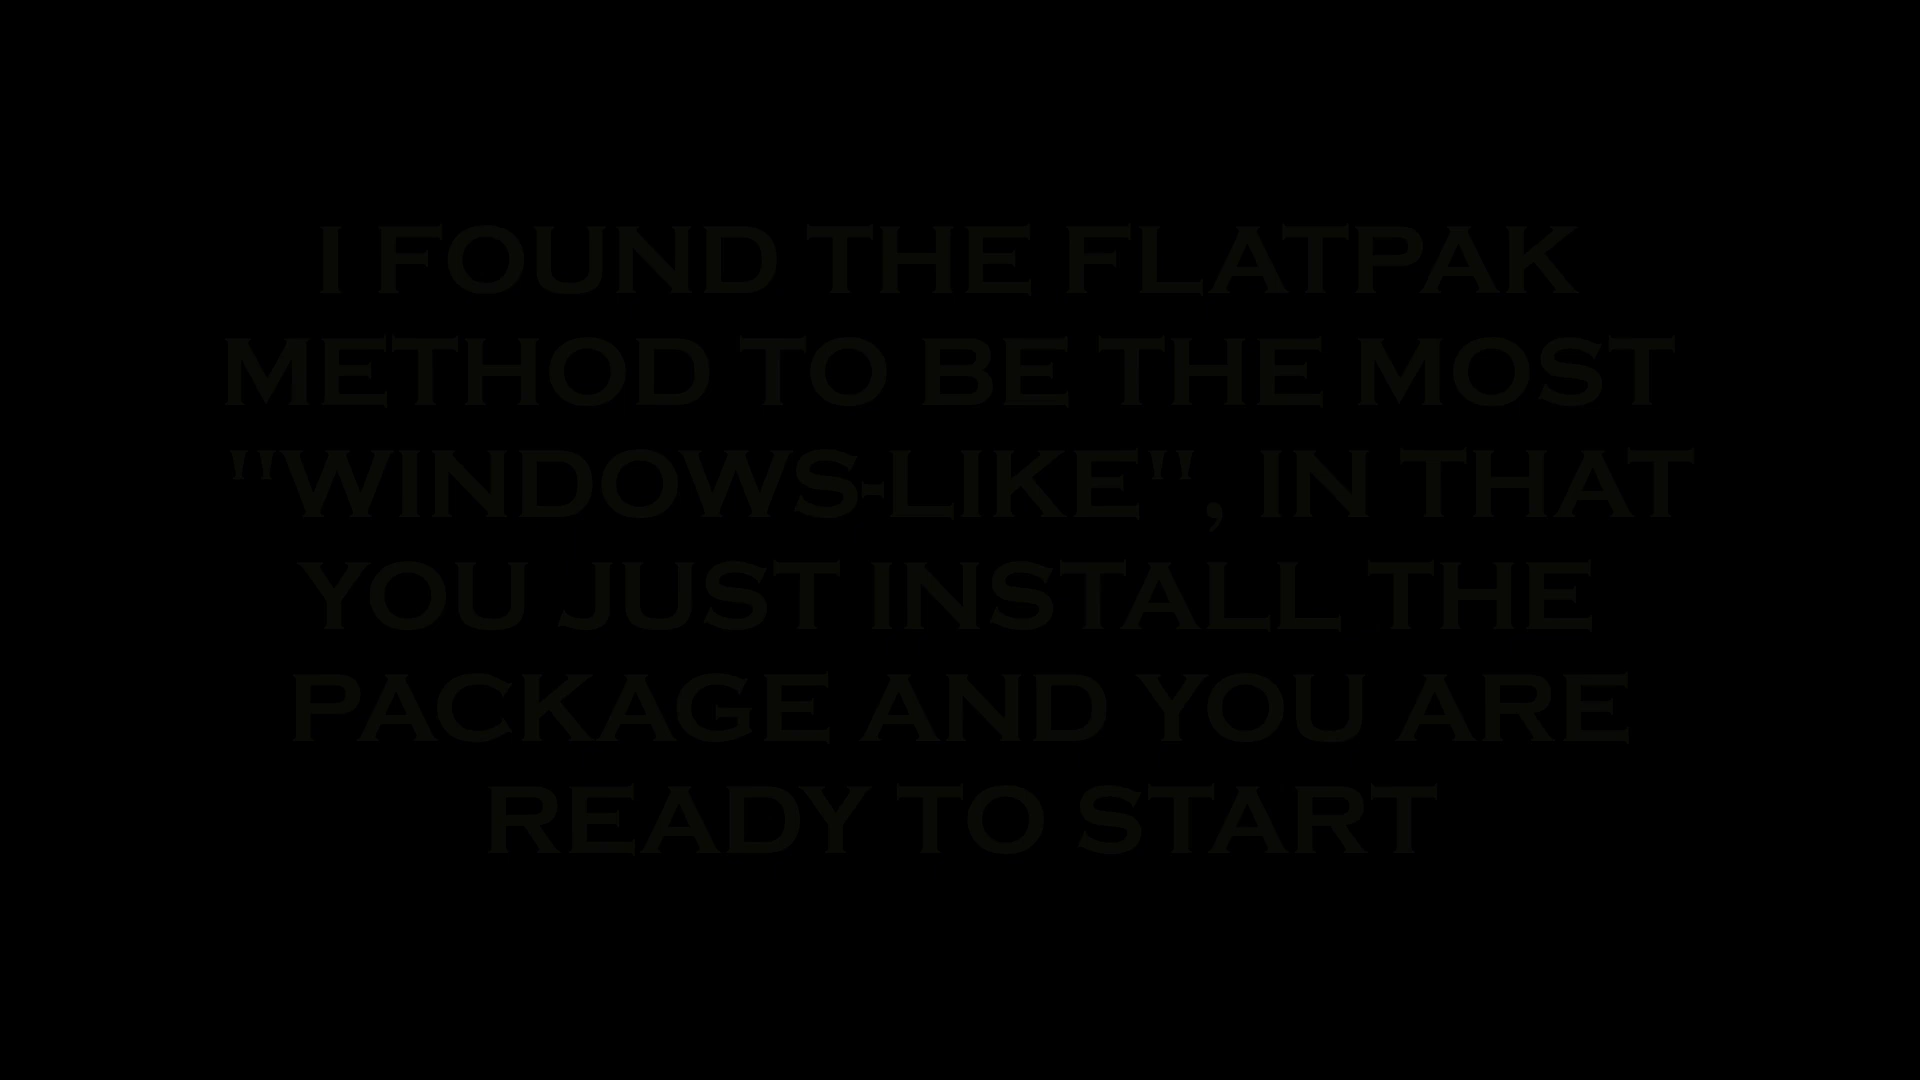 I FOUND THE FLATPAK
METHOD TO BE THE MOST
"WINDOWS-LIKE", IN THAT
YOU JUST INSTALL THE
PACKAGE AND YOU ARE
READY TO START